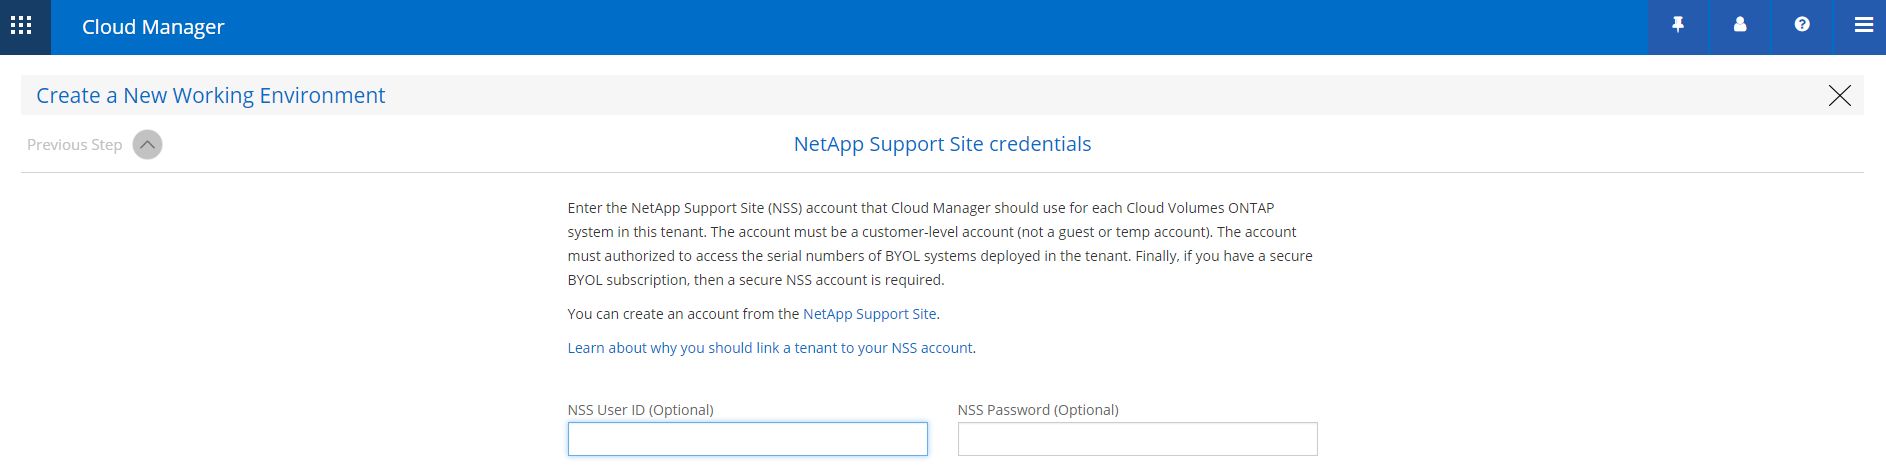 Cloud Manager
Create a New Working Environment
Previous Step
NetApp Support Site credentials
Enter the NetApp Support Site (NSS) account that Cloud Manager should use for each Cloud Volumes ONTAP
system in this tenant. The account must be a customer-level account (not a guest or temp account). The account
must authorized to access the serial numbers of BYOL systems deployed in the tenant. Finally, if you have a secure
BYOL subscription, then a secure NSS account is required.
You can create an account from the NetApp Support Site.
Learn about why you should link a tenant to your NSS account.
NSS User ID (Optional)
NSS Password (Optional)